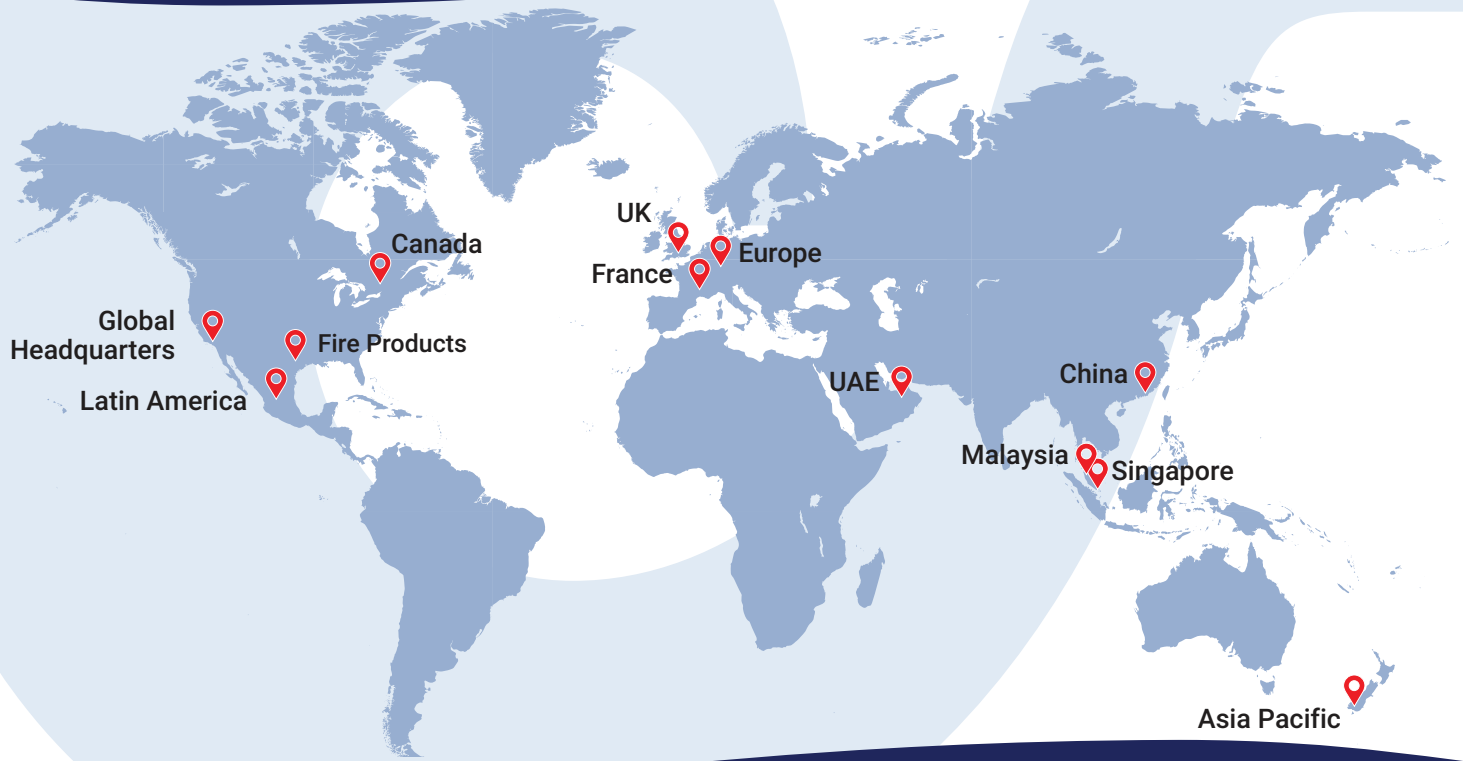 UK
Canada
Europe
France
Global
Headquarters
Fire Products
UAE
China
Latin America
Malaysia
Singapore
Asia Pacific